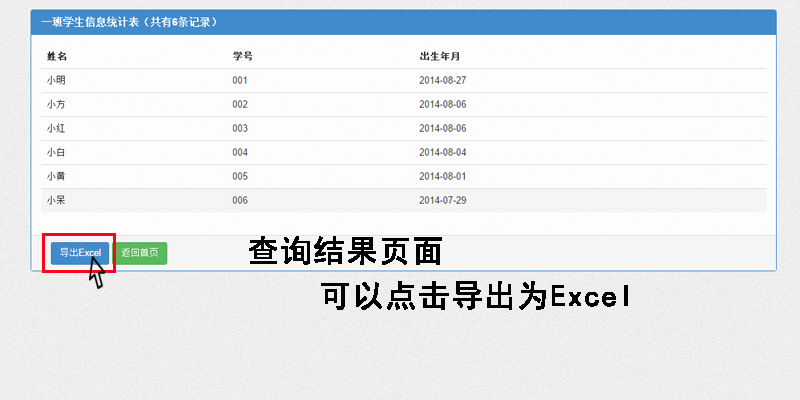 一班学生信息统计表（共有6条记录）
姓名 学号 出生年月
小明 001 2014-08-27
小方 002 2014-08-06
小红 003 2014-08-06
小白 004 2014-08-04
小黄 005 2014-08-01
小呆 006 2014-07-29
导出Excel 返回首页
查询结果页面
可以点击导出为Excel